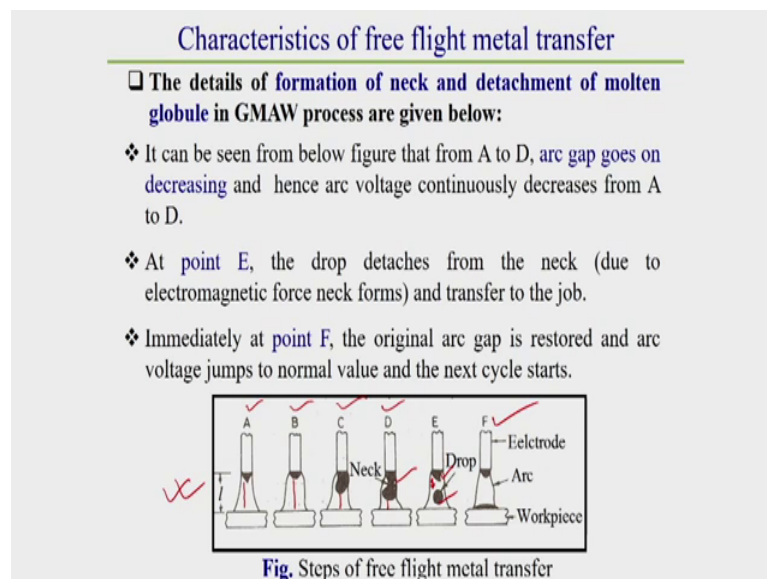 Characteristics of free flight metal transfer
The details of formation of neck and detachment of molten
globule in GMAW process are given below:
It can be seen from below figure that from A to D, arc gap goes on
decreasing and hence arc voltage continuously decreases from A
to D.
At point E, the drop detaches from the neck (due to
electromagnetic force neck forms) and transfer to the job.
Immediately at point F, the original arc gap is restored and arc
voltage jumps to normal value and the next cycle starts.
A B C D E F
Eelctrode
Neck Drop
Arc
l
Workpiece
Fig. Steps of free flight metal transfer